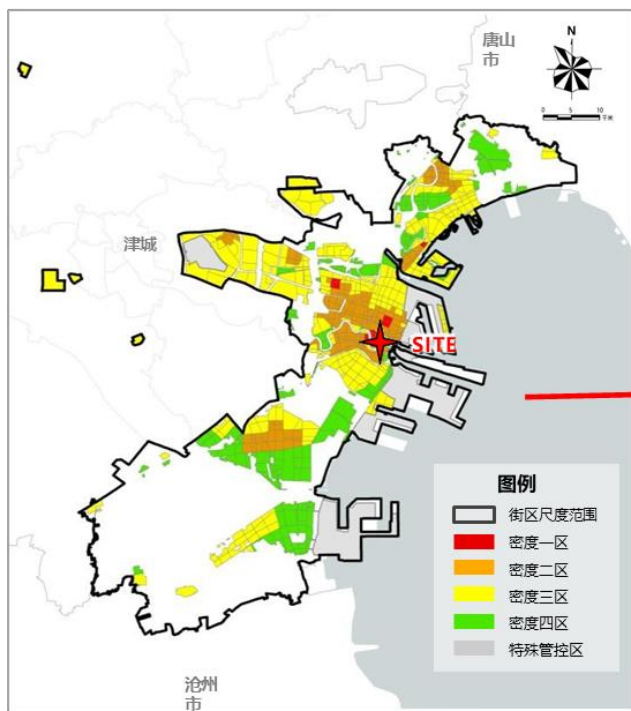 唐山
市
N
0 5 10
千米
津城
SITE
图例
街区尺度范围
密度一区
密度二区
密度三区
密度四区
特殊管控区
沧州
市